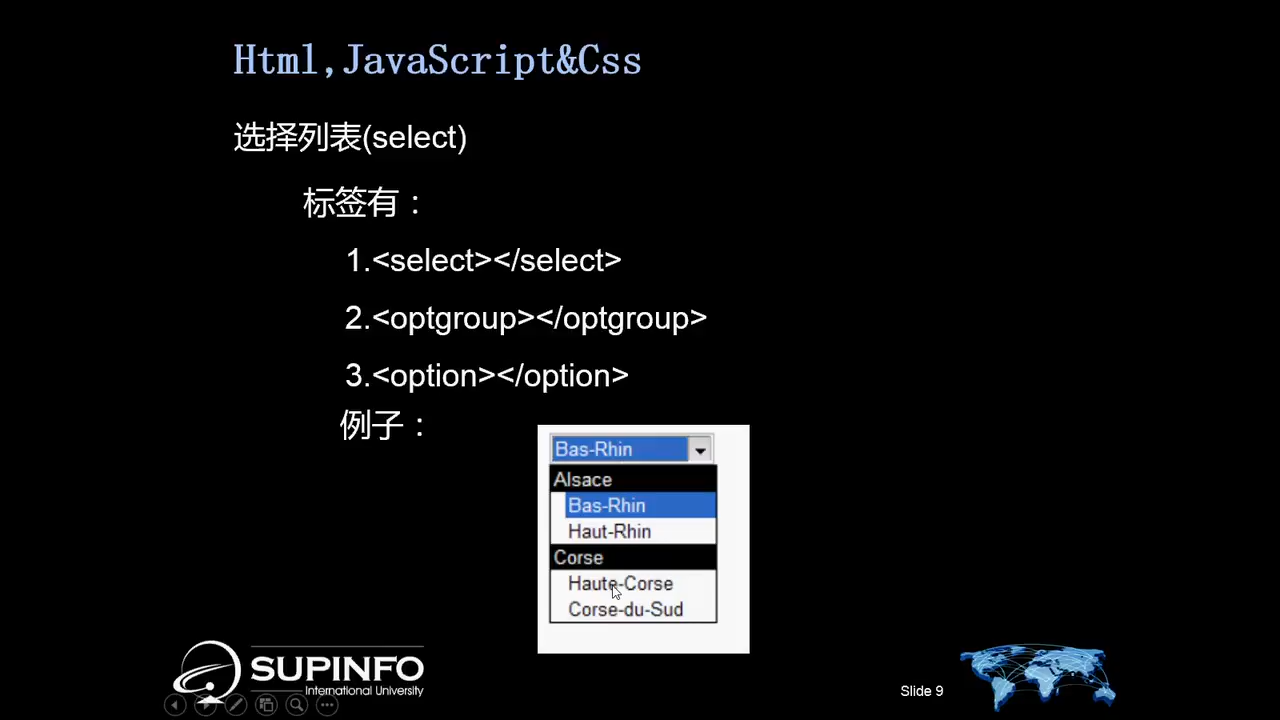 Html,JavaScript&Css
选择列表(select)
标签有：
1.<select></select>
2.<optgroup></optgroup>
3.<option></option>
例子：
Bas-Rhin
Alsace
Bas-Rhin
Haut-Rhin
Corse
Haute-Corse
Corse-du-Sud
SUPINFO
International University
Slide 9